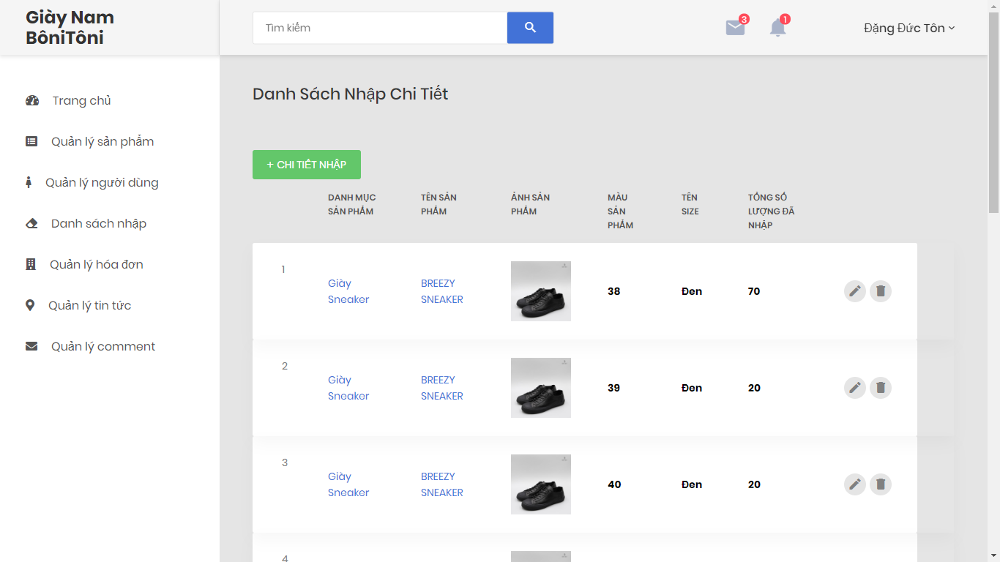 Giày Nam
BôniTôni
Tìm kiếm
3
1
Đặng Đức Tôn
Trang chủ
Quản lý sản phẩm
Quản lý người dùng
Danh sách nhập
Quản lý hóa đơn
Quản lý tin tức
Quản lý comment
Danh Sách Nhập Chi Tiết
+ CHI TIẾT NHẬP
DANH MỤC
SẢN PHẨM
TÊN SẢN
PHẨM
ẢNH SẢN
PHẨM
MÀU
SẢN
PHẨM
TÊN
SIZE
TỔNG SỐ
LƯỢNG ĐÃ
NHẬP
1
Giày
Sneaker
BREEZY
SNEAKER
38
Đen
70
2
Giày
Sneaker
BREEZY
SNEAKER
39
Đen
20
3
Giày
Sneaker
BREEZY
SNEAKER
40
Đen
20
4